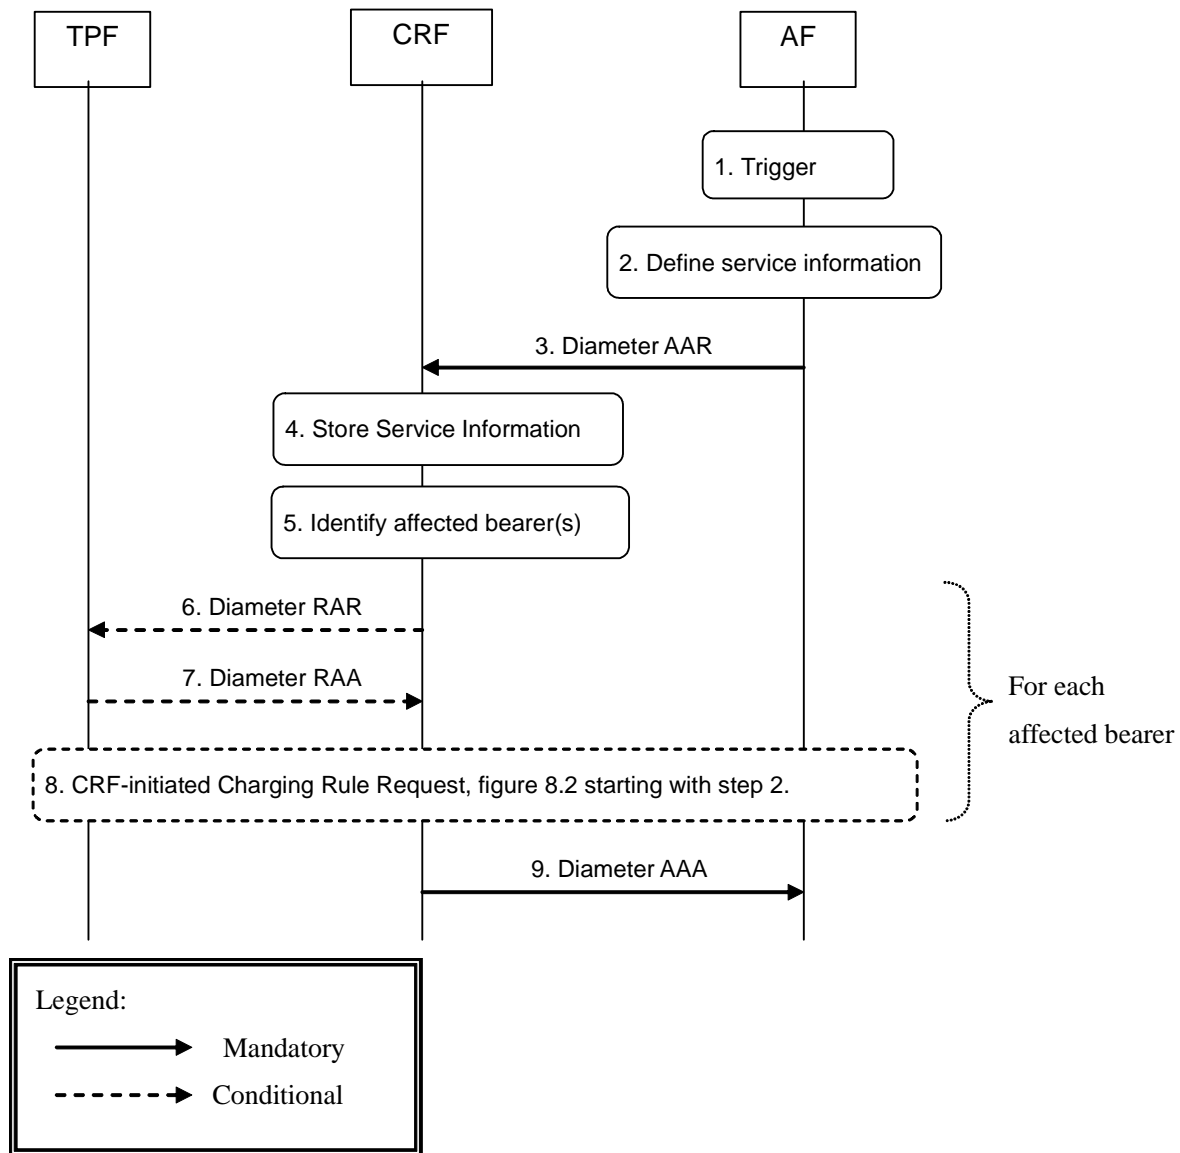 TPF
CRF
AF
1. Trigger
2. Define service information
3. Diameter AAR
4. Store Service Information
5. Identify affected bearer(s)
6. Diameter RAR
7. Diameter RAA
For each
affected bearer
8. CRF-initiated Charging Rule Request, figure 8.2 starting with step 2.
9. Diameter AAA
Legend:
Mandatory
Conditional